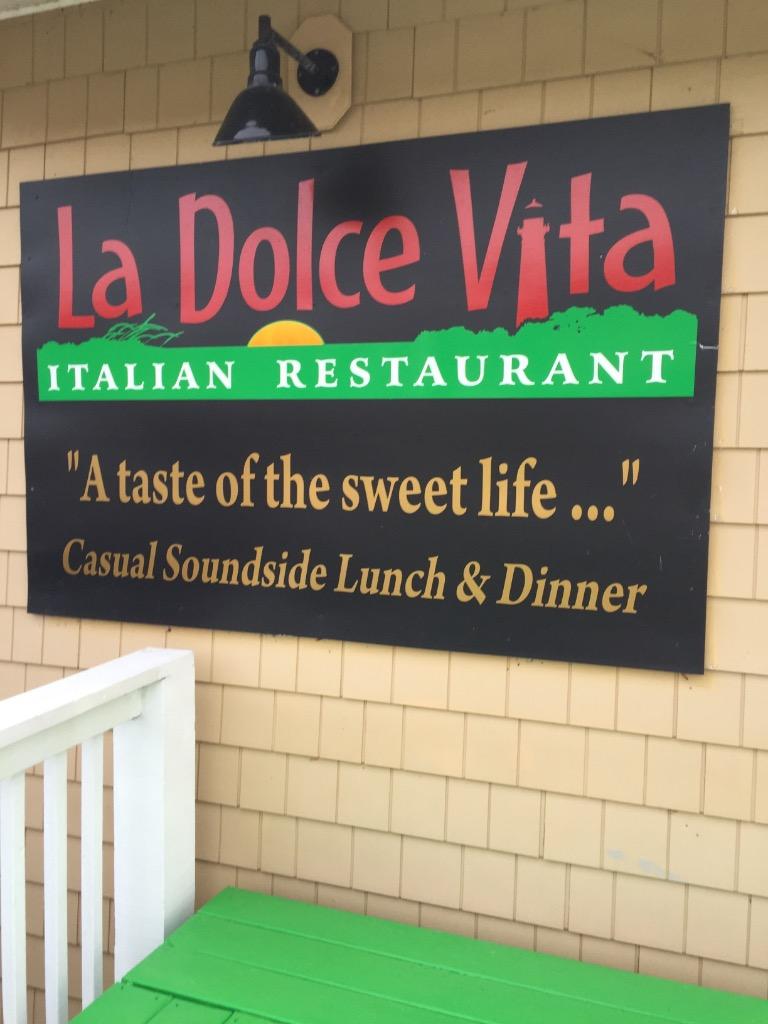 La Dolce Vita
ITALIAN RESTAURANT
"A taste of the sweet life ..."
Casual Soundside Lunch & Dinner